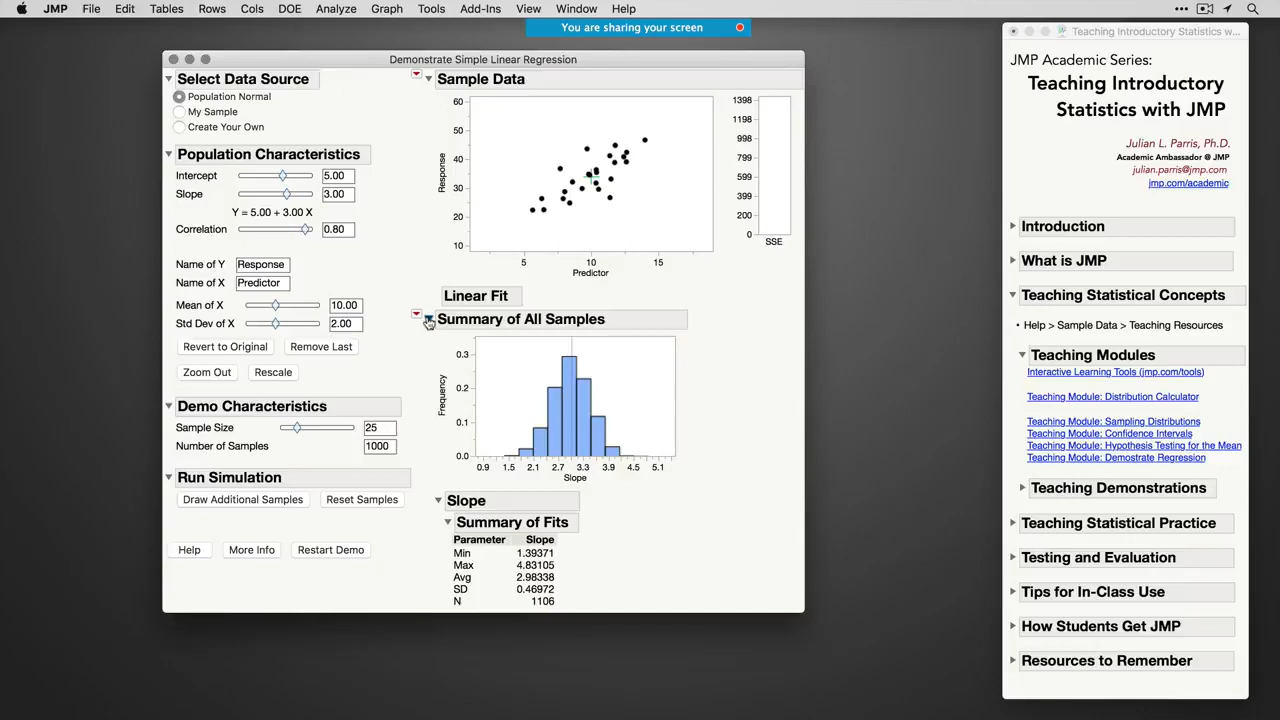 JMP File Edit Tables Rows Cols DOE Analyze Graph Tools Add-Ins View Window Help
You are sharing your screen
Demonstrate Simple Linear Regression
Select Data Source
Population Normal
My Sample
Create Your Own
Population Characteristics
Intercept 5.00
Slope 3.00
Y = 5.00 + 3.00 X
Correlation 0.80
Name of Y Response
Name of X Predictor
Mean of X 10.00
Std Dev of X 2.00
Revert to Original Remove Last
Zoom Out Rescale
Demo Characteristics
Sample Size 25
Number of Samples 1000
Run Simulation
Draw Additional Samples Reset Samples
Help More Info Restart Demo
Sample Data
60
50
40
30
20
10
Response
5 10 15
Predictor
1398
1198
998
799
599
399
200
0
SSE
Linear Fit
Summary of All Samples
0.3
0.2
0.1
0.0
Frequency
0.9 1.5 2.1 2.7 3.3 3.9 4.5 5.1
Slope
Slope
Summary of Fits
Parameter Slope
Min 1.39371
Max 4.83105
Avg 2.98338
SD 0.46972
N 1106
Teaching Introductory Statistics w...
JMP Academic Series:
Teaching Introductory
Statistics with JMP
Julian L. Parris, Ph.D.
Academic Ambassador @ JMP
julian.parris@jmp.com
jmp.com/academic
Introduction
What is JMP
Teaching Statistical Concepts
• Help > Sample Data > Teaching Resources
Teaching Modules
Interactive Learning Tools (jmp.com/tools)
Teaching Module: Distribution Calculator
Teaching Module: Sampling Distributions
Teaching Module: Confidence Intervals
Teaching Module: Hypothesis Testing for the Mean
Teaching Module: Demostrate Regression
Teaching Demonstrations
Teaching Statistical Practice
Testing and Evaluation
Tips for In-Class Use
How Students Get JMP
Resources to Remember